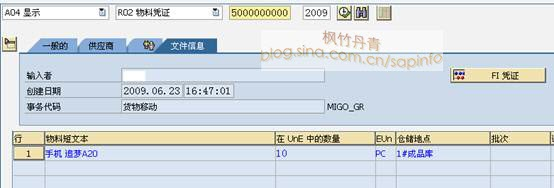 A04 显示 R02 物料凭证 5000000000 2009
枫竹丹青
blog.sina.com.cn/sapinfo
一般的 供应商 文件信息
输入者
FI 凭证
创建日期 2009.06.23 16:47:01
事务代码 货物移动 MIGO_GR
行 物料短文本 在 UnE 中的数量 EUn 仓储地点 批次
1 手机 追梦A20 10 PC 1#成品库